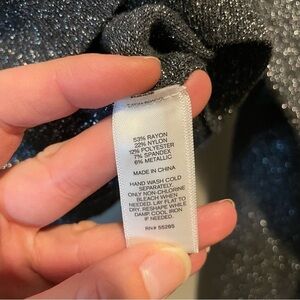 53% RAYON
22% NYLON
12% POLYESTER
7% SPANDEX
6% METALLIC
MADE IN CHINA
HAND WASH COLD
SEPARATELY.
ONLY NON-CHLORINE
BLEACH WHEN
NEEDED. LAY FLAT TO
DRY. RESHAPE WHILE
DAMP. COOL IRON
IF NEEDED.
RN# 55285